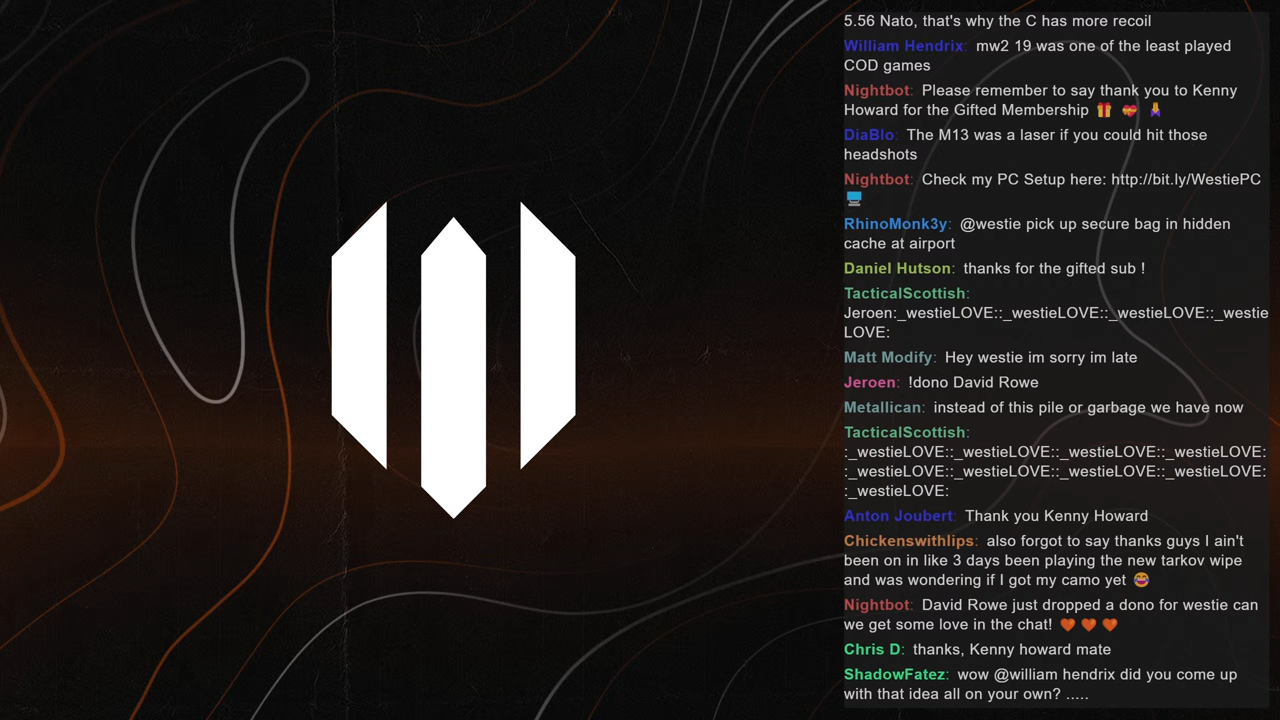 5.56 Nato, that's why the C has more recoil
William Hendrix: mw2 19 was one of the least played
COD games
Nightbot: Please remember to say thank you to Kenny
Howard for the Gifted Membership 🎁 💝 🙏
DiaBlo: The M13 was a laser if you could hit those
headshots
Nightbot: Check my PC Setup here: http://bit.ly/WestiePC
🖥️
RhinoMonk3y: @westie pick up secure bag in hidden
cache at airport
Daniel Hutson: thanks for the gifted sub !
TacticalScottish:
Jeroen:_westieLOVE::_westieLOVE::_westieLOVE::_westie
LOVE:
Matt Modify: Hey westie im sorry im late
Jeroen: !dono David Rowe
Metallican: instead of this pile or garbage we have now
TacticalScottish:
:_westieLOVE::_westieLOVE::_westieLOVE::_westieLOVE:
:_westieLOVE::_westieLOVE::_westieLOVE::_westieLOVE:
:_westieLOVE:
Anton Joubert: Thank you Kenny Howard
Chickenswithlips: also forgot to say thanks guys I ain't
been on in like 3 days been playing the new tarkov wipe
and was wondering if I got my camo yet 😂
Nightbot: David Rowe just dropped a dono for westie can
we get some love in the chat! 🧡 🧡 🧡
Chris D: thanks, Kenny howard mate
ShadowFatez: wow @william hendrix did you come up
with that idea all on your own? .....